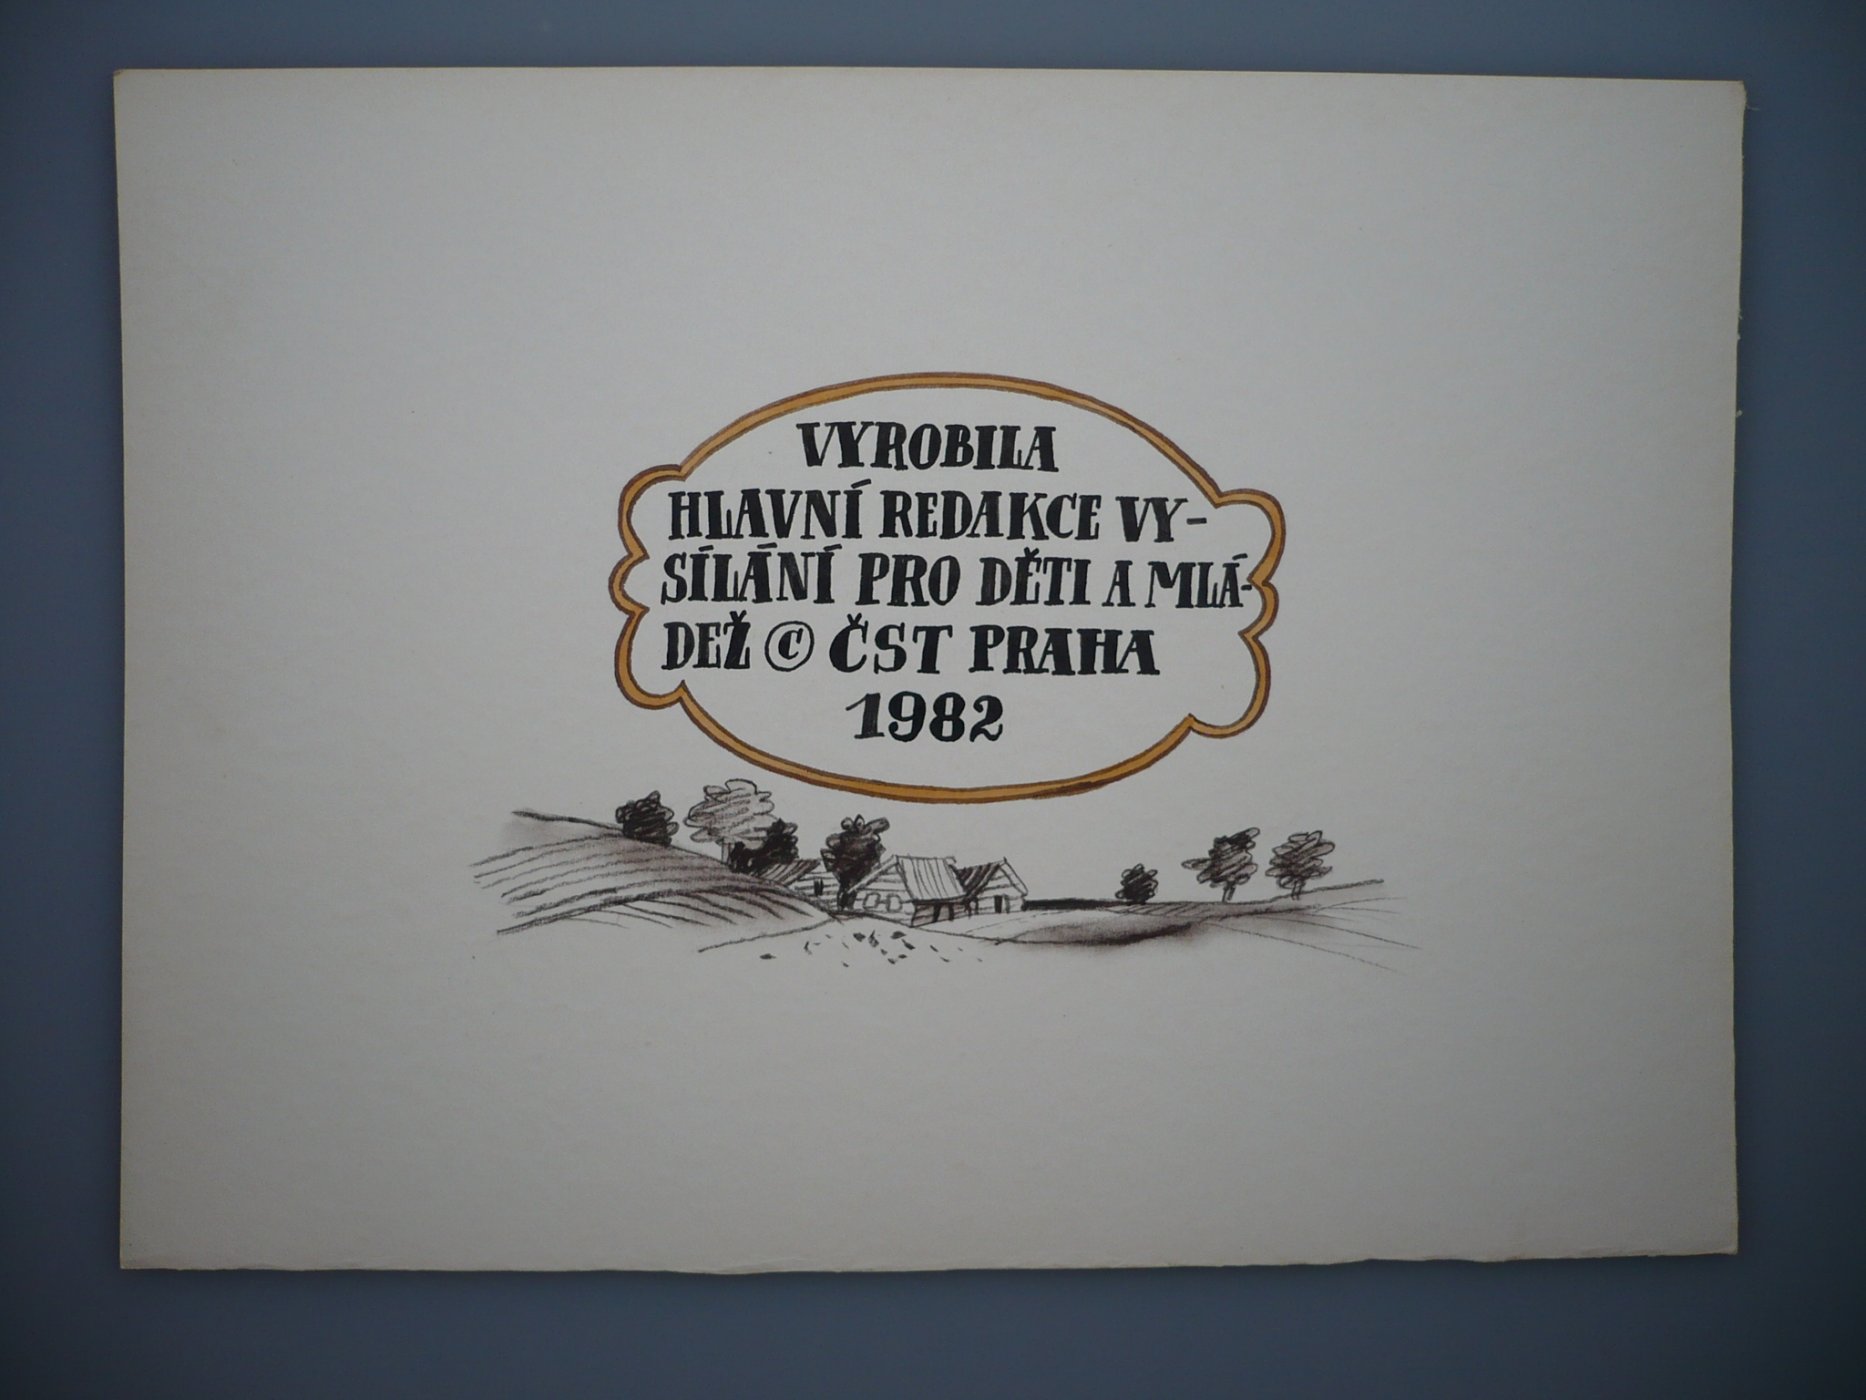 VYROBILA
HLAVNÍ REDAKCE VY-
SÍLÁNÍ PRO DĚTI A MLÁ-
DEŽ © ČST PRAHA
1982